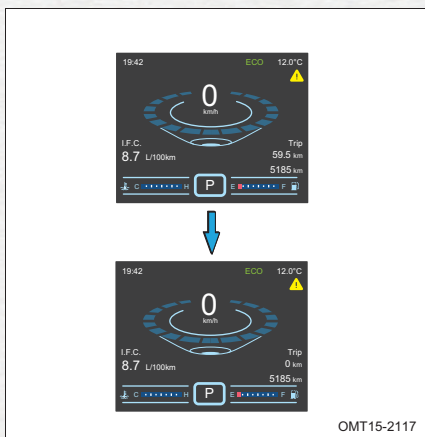 19:42 ECO 12.0°C
0
km/h
I.F.C. Trip
8.7 L/100km 59.5 km
5185 km
C H P E F
19:42 ECO 12.0°C
0
km/h
I.F.C. Trip
8.7 L/100km 0 km
5185 km
C H P E F
OMT15-2117